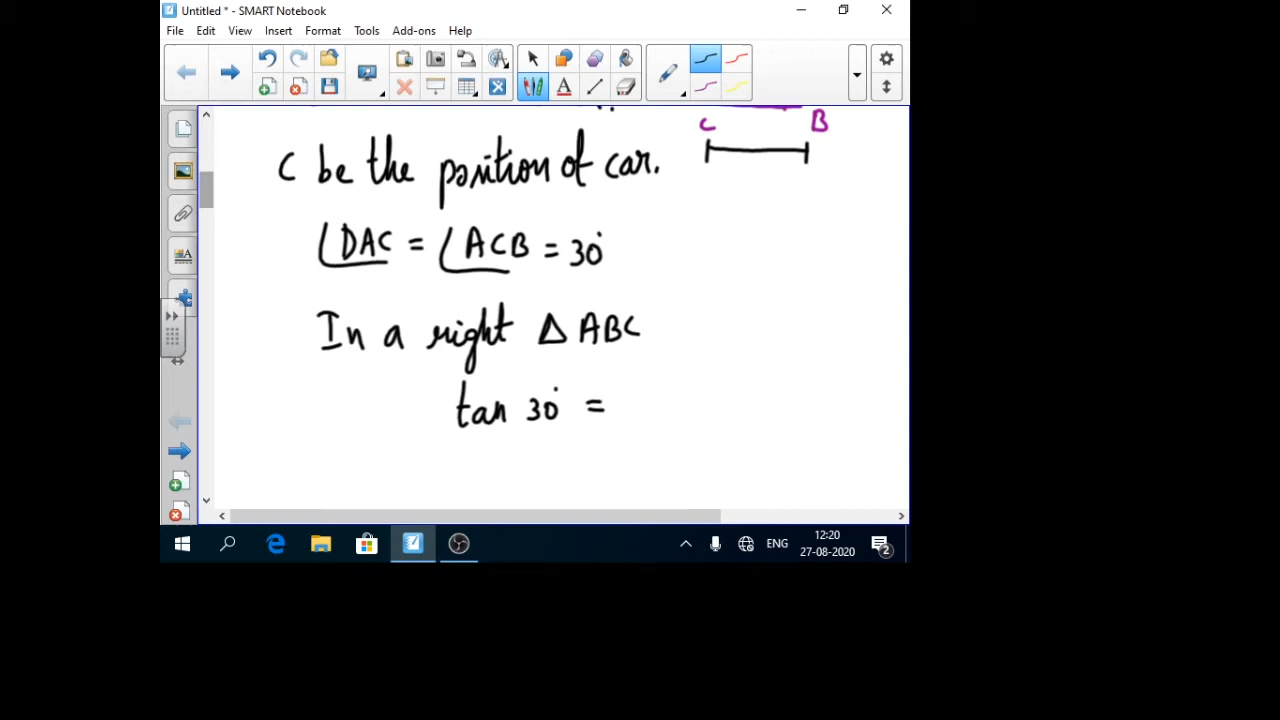 Untitled * - SMART Notebook
File Edit View Insert Format Tools Add-ons Help
C B
C be the position of car.
∠DAC = ∠ACB = 30°
In a right Δ ABC
tan 30° =
ENG
12:20
27-08-2020
2